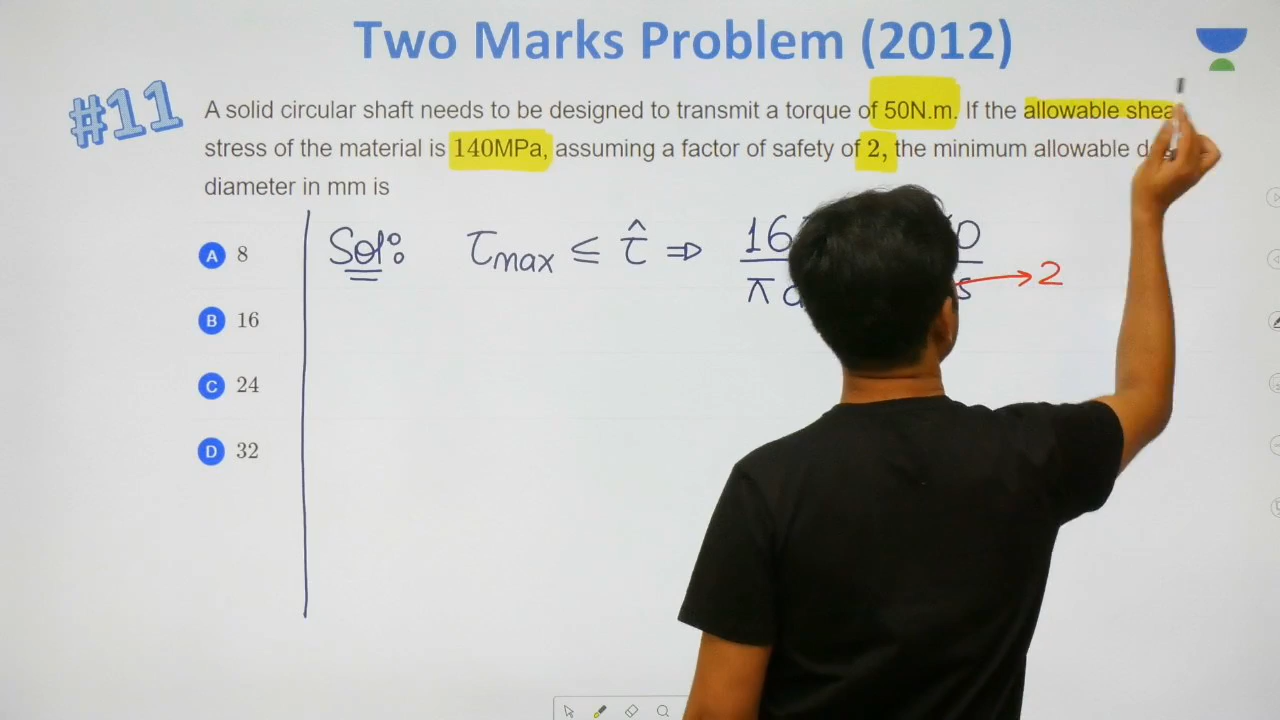 Two Marks Problem (2012)
#11
A solid circular shaft needs to be designed to transmit a torque of 50N.m. If the allowable shea
stress of the material is 140MPa, assuming a factor of safety of 2, the minimum allowable
diameter in mm is
A 8
B 16
C 24
D 32
Sol:
τmax ≤ τ̂ ⇒ 16
π d
0
s → 2